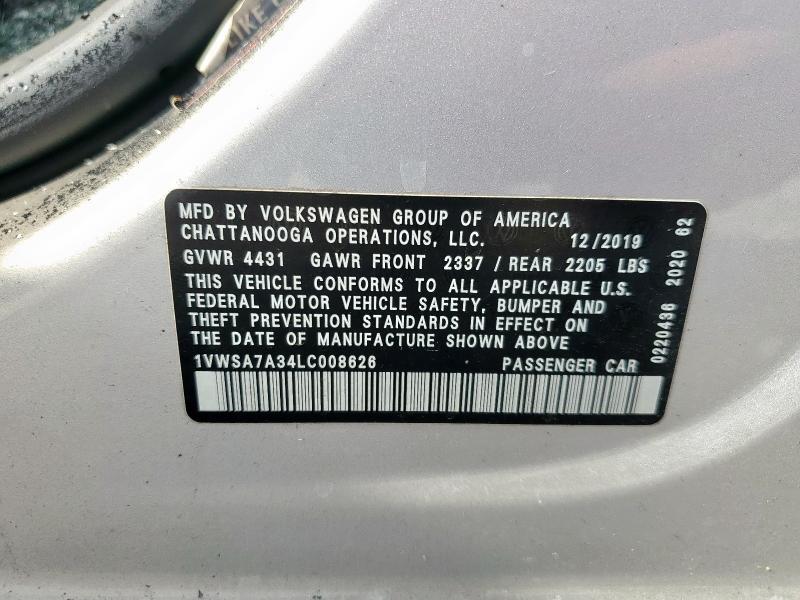 LIKE
MFD BY VOLKSWAGEN GROUP OF AMERICA
CHATTANOOGA OPERATIONS, LLC. 12/2019
GVWR 4431 GAWR FRONT 2337 / REAR 2205 LBS
THIS VEHICLE CONFORMS TO ALL APPLICABLE U.S.
FEDERAL MOTOR VEHICLE SAFETY, BUMPER AND
THEFT PREVENTION STANDARDS IN EFFECT ON
THE DATE OF MANUFACTURE SHOWN ABOVE
1VWSA7A34LC008626 PASSENGER CAR
0220436 2020 62